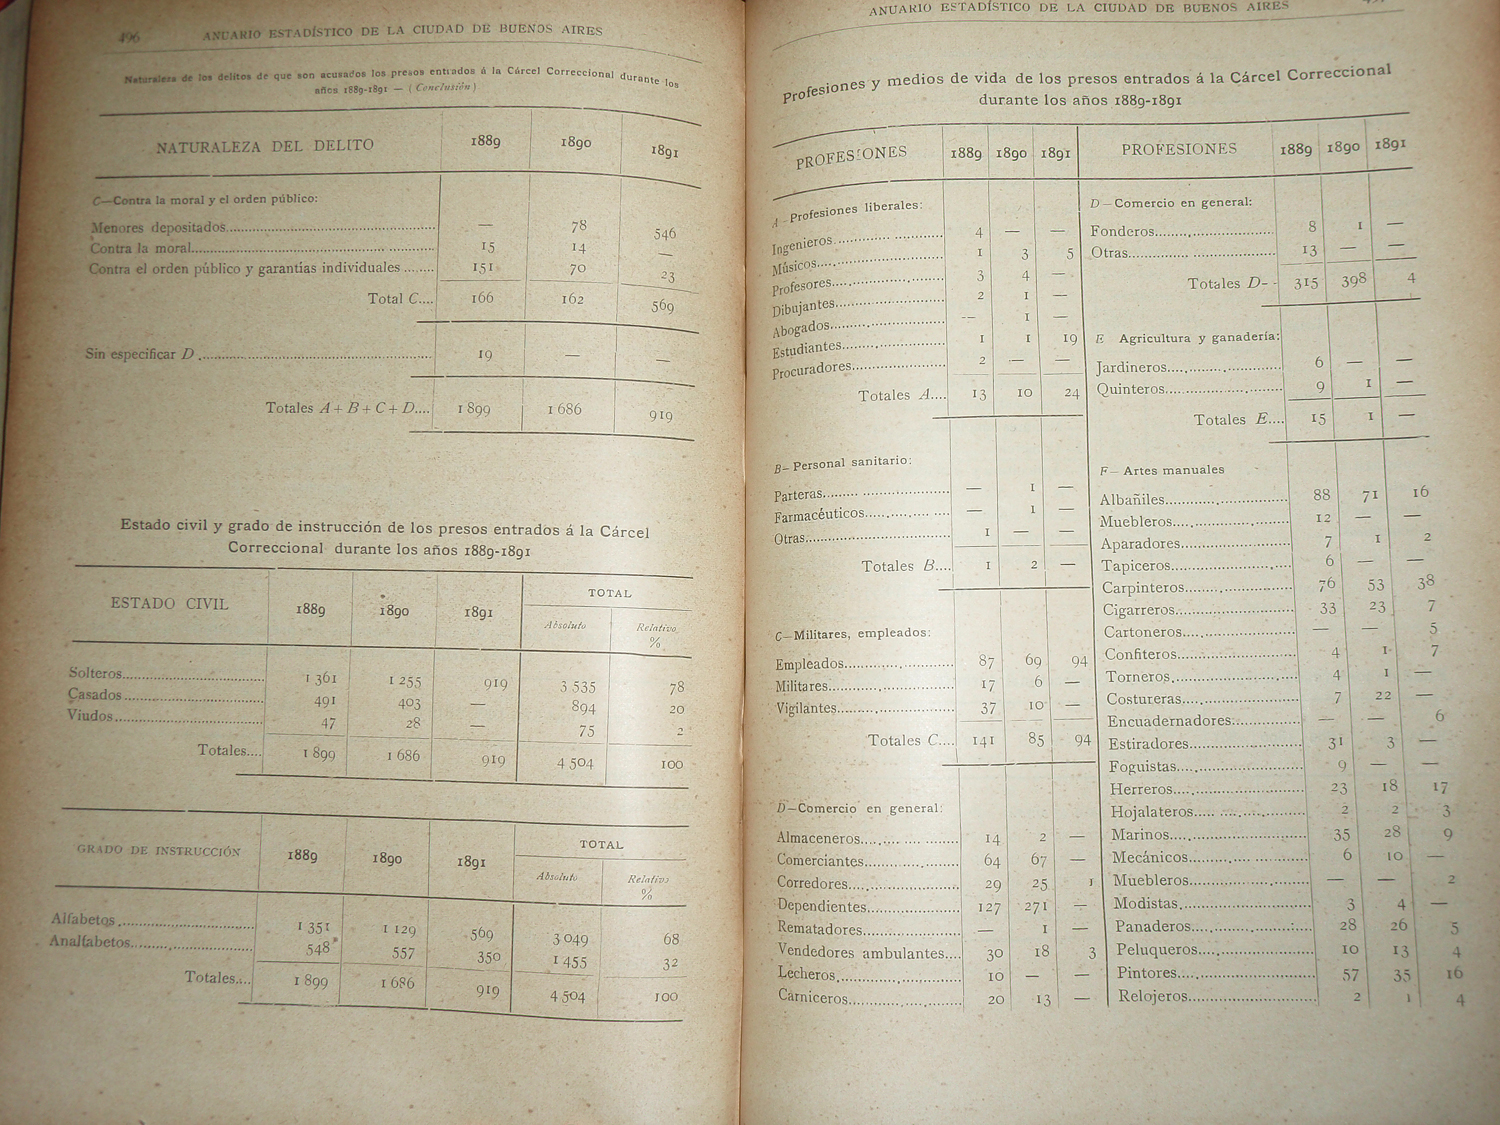 496 ANUARIO ESTADÍSTICO DE LA CIUDAD DE BUENOS AIRES
Naturaleza de los delitos de que son acusados los presos entrados á la Cárcel Correccional durante los
años 1889-1891 — (Conclusión)
NATURALEZA DEL DELITO 1889 1890 1891
C—Contra la moral y el orden público:
Menores depositados — 78 546
Contra la moral 15 14 —
Contra el orden público y garantías individuales 151 70 23
Total C.... 166 162 569
Sin especificar D 19 — —
Totales A + B + C + D.... 1 899 1 686 919
Estado civil y grado de instrucción de los presos entrados á la Cárcel
Correccional durante los años 1889-1891
ESTADO CIVIL 1889 1890 1891 TOTAL
Absoluto Relativo %
Solteros 1 361 1 255 919 3 535 78
Casados 491 403 — 894 20
Viudos 47 28 — 75 2
Totales.... 1 899 1 686 919 4 504 100
GRADO DE INSTRUCCIÓN 1889 1890 1891 TOTAL
Absoluto Relativo %
Alfabetos 1 351 1 129 569 3 049 68
Analfabetos 548 557 350 1 455 32
Totales.... 1 899 1 686 919 4 504 100
ANUARIO ESTADÍSTICO DE LA CIUDAD DE BUENOS AIRES
Profesiones y medios de vida de los presos entrados á la Cárcel Correccional
durante los años 1889-1891
PROFESIONES 1889 1890 1891
A—Profesiones liberales:
Ingenieros 4 — —
Músicos 1 3 5
Profesores 3 4 —
Dibujantes 2 1 —
Abogados — 1 —
Estudiantes 1 1 19
Procuradores 2 — —
Totales A.... 13 10 24
B—Personal sanitario:
Parteras — 1 —
Farmacéuticos — 1 —
Otras 1 — —
Totales B.... 1 2 —
C—Militares, empleados:
Empleados 87 69 94
Militares 17 6 —
Vigilantes 37 10 —
Totales C.... 141 85 94
D—Comercio en general:
Almaceneros 14 2 —
Comerciantes 64 67 —
Corredores 29 25 1
Dependientes 127 271 —
Rematadores — 1 —
Vendedores ambulantes.... 30 18 3
Lecheros 10 — —
Carniceros 20 13 —
PROFESIONES 1889 1890 1891
D—Comercio en general:
Fonderos 8 1 —
Otras 13 — —
Totales D-- 315 398 4
E Agricultura y ganadería:
Jardineros 6 — —
Quinteros 9 1 —
Totales E.... 15 1 —
F—Artes manuales
Albañiles 88 71 16
Muebleros 12 — —
Aparadores 7 1 2
Tapiceros 6 — —
Carpinteros 76 53 38
Cigarreros 33 23 7
Cartoneros — — 5
Confiteros 4 1 7
Torneros 4 1 —
Costureras 7 22 —
Encuadernadores — — 6
Estiradores 31 3 —
Foguistas 9 — —
Herreros 23 18 17
Hojalateros 2 2 3
Marinos 35 28 9
Mecánicos 6 10 —
Muebleros — — 2
Modistas 3 4 —
Panaderos 28 26 5
Peluqueros 10 13 4
Pintores 57 35 16
Relojeros 2 1 4